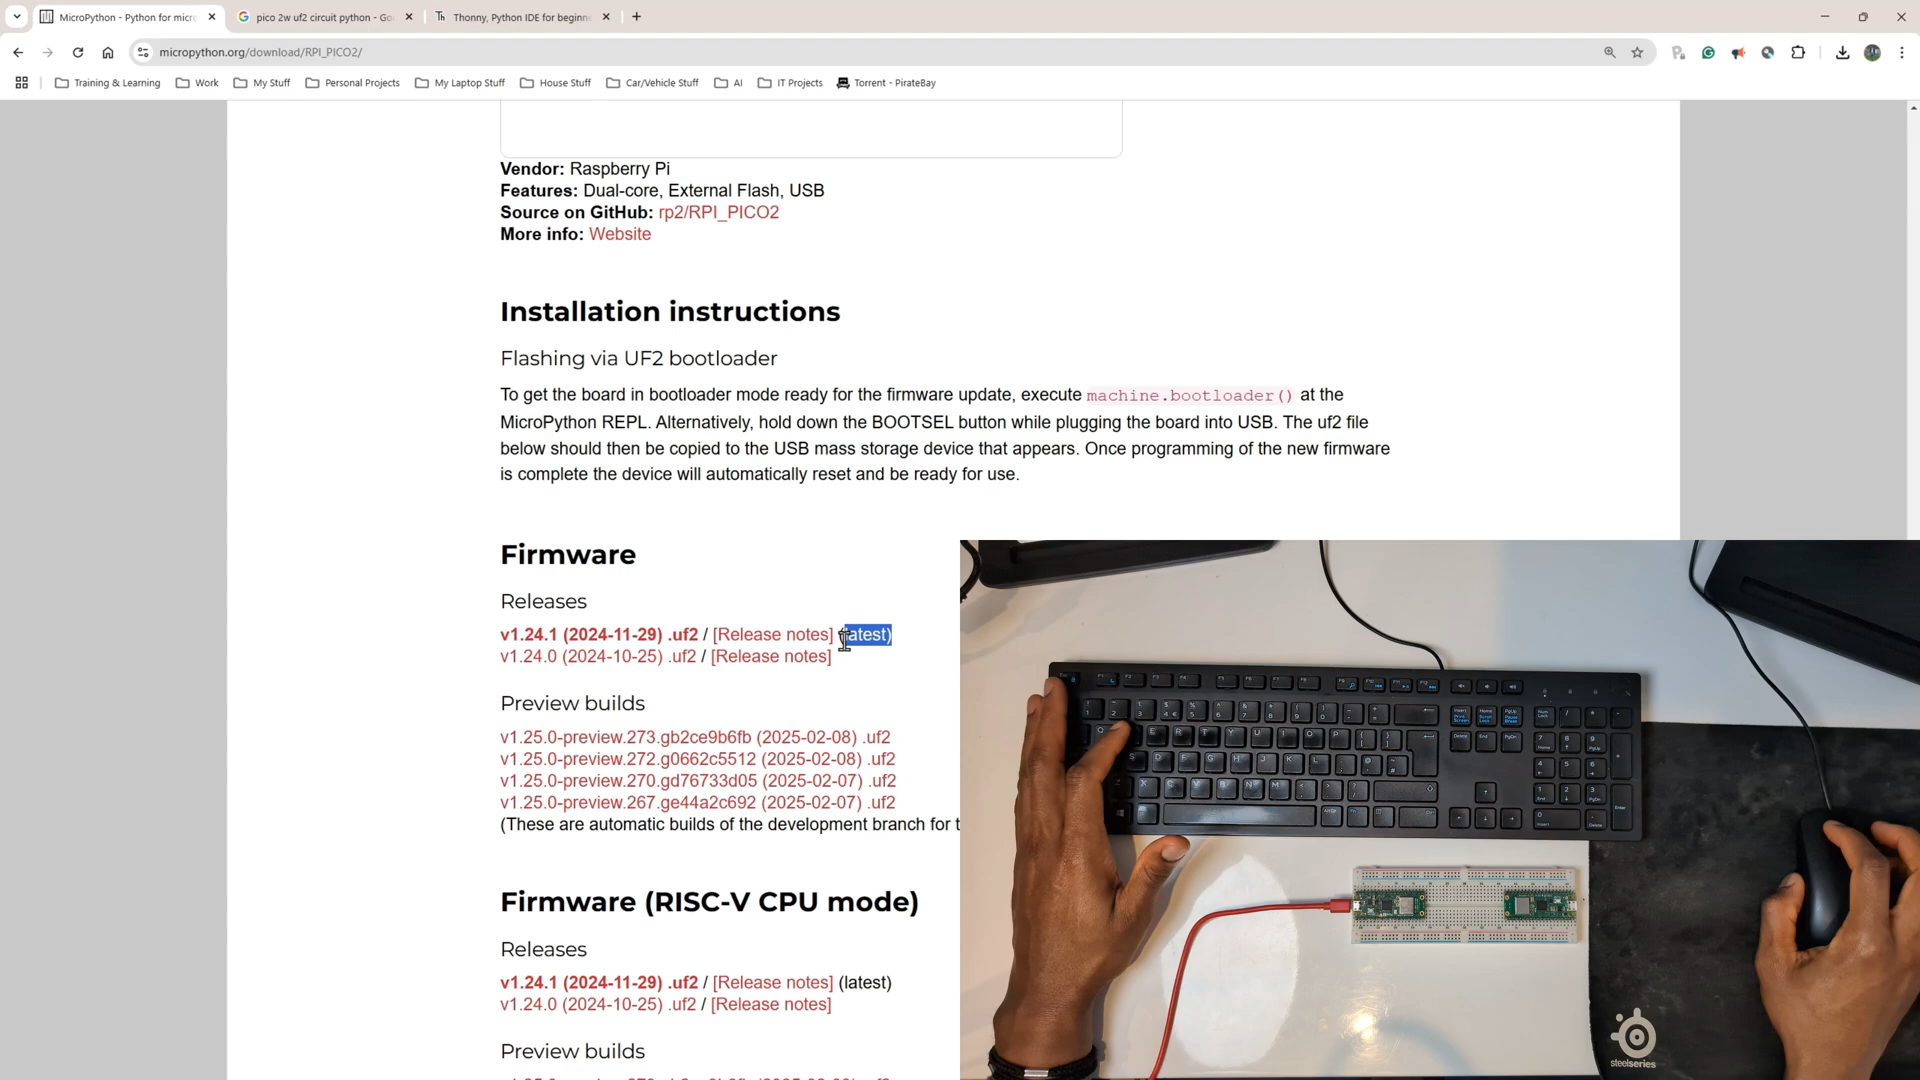 MicroPython - Python for micro
pico 2w uf2 circuit python - Go
Th Thonny, Python IDE for beginne
micropython.org/download/RPI_PICO2/
Training & Learning
Work
My Stuff
Personal Projects
My Laptop Stuff
House Stuff
Car/Vehicle Stuff
AI
IT Projects
Torrent - PirateBay
Vendor: Raspberry Pi
Features: Dual-core, External Flash, USB
Source on GitHub: rp2/RPI_PICO2
More info: Website
Installation instructions
Flashing via UF2 bootloader
To get the board in bootloader mode ready for the firmware update, execute machine.bootloader() at the
MicroPython REPL. Alternatively, hold down the BOOTSEL button while plugging the board into USB. The uf2 file
below should then be copied to the USB mass storage device that appears. Once programming of the new firmware
is complete the device will automatically reset and be ready for use.
Firmware
Releases
v1.24.1 (2024-11-29) .uf2 / [Release notes] (latest)
v1.24.0 (2024-10-25) .uf2 / [Release notes]
Preview builds
v1.25.0-preview.273.gb2ce9b6fb (2025-02-08) .uf2
v1.25.0-preview.272.g0662c5512 (2025-02-08) .uf2
v1.25.0-preview.270.gd76733d05 (2025-02-07) .uf2
v1.25.0-preview.267.ge44a2c692 (2025-02-07) .uf2
(These are automatic builds of the development branch for t
Firmware (RISC-V CPU mode)
Releases
v1.24.1 (2024-11-29) .uf2 / [Release notes] (latest)
v1.24.0 (2024-10-25) .uf2 / [Release notes]
Preview builds
steelseries